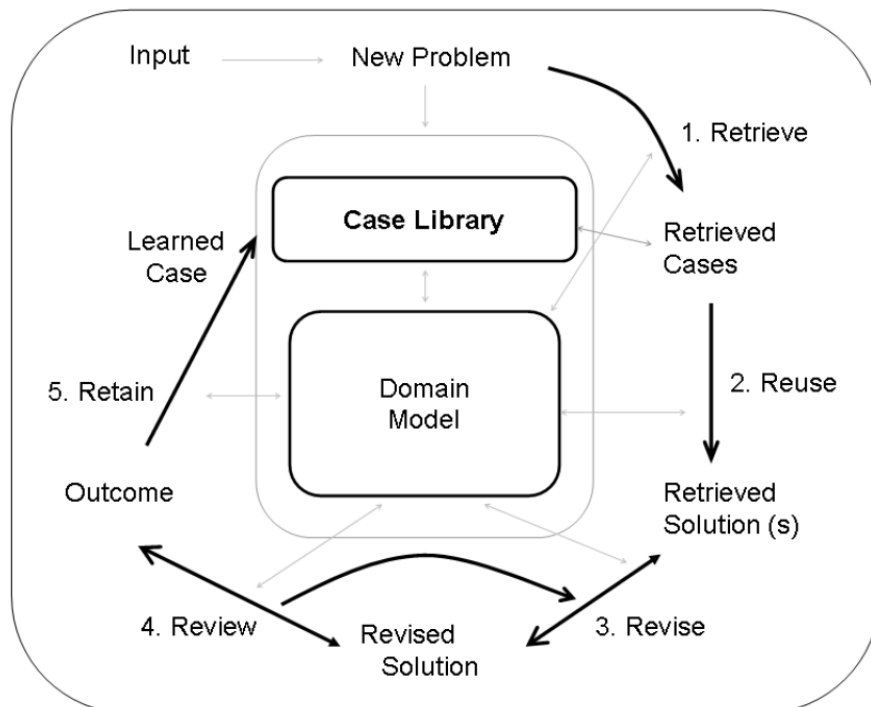 Input
New Problem
1. Retrieve
Case Library
Learned
Case
Retrieved
Cases
5. Retain
Domain
Model
2. Reuse
Outcome
Retrieved
Solution (s)
4. Review
Revised
Solution
3. Revise